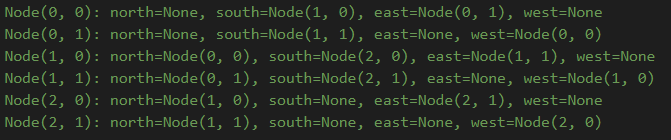 Node(0, 0): north=None, south=Node(1, 0), east=Node(0, 1), west=None
Node(0, 1): north=None, south=Node(1, 1), east=None, west=Node(0, 0)
Node(1, 0): north=Node(0, 0), south=Node(2, 0), east=Node(1, 1), west=None
Node(1, 1): north=Node(0, 1), south=Node(2, 1), east=None, west=Node(1, 0)
Node(2, 0): north=Node(1, 0), south=None, east=Node(2, 1), west=None
Node(2, 1): north=Node(1, 1), south=None, east=None, west=Node(2, 0)